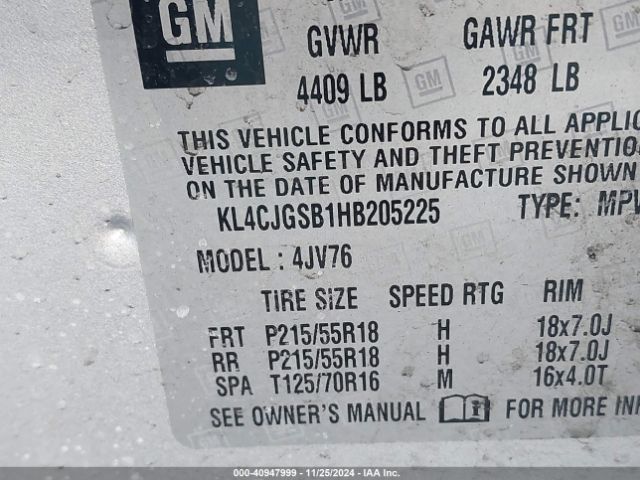 GM
GVWR GAWR FRT
4409 LB 2348 LB
THIS VEHICLE CONFORMS TO ALL
VEHICLE SAFETY AND THEFT PREVENTION
ON THE DATE OF MANUFACTURE SHOWN
KL4CJGSB1HB205225 TYPE: MPV
MODEL : 4JV76
TIRE SIZE SPEED RTG RIM
FRT P215/55R18 H 18x7.0J
RR P215/55R18 H 18x7.0J
SPA T125/70R16 M 16x4.0T
SEE OWNER'S MANUAL FOR MORE
000-40947999 - 11/25/2024 - IAA Inc.